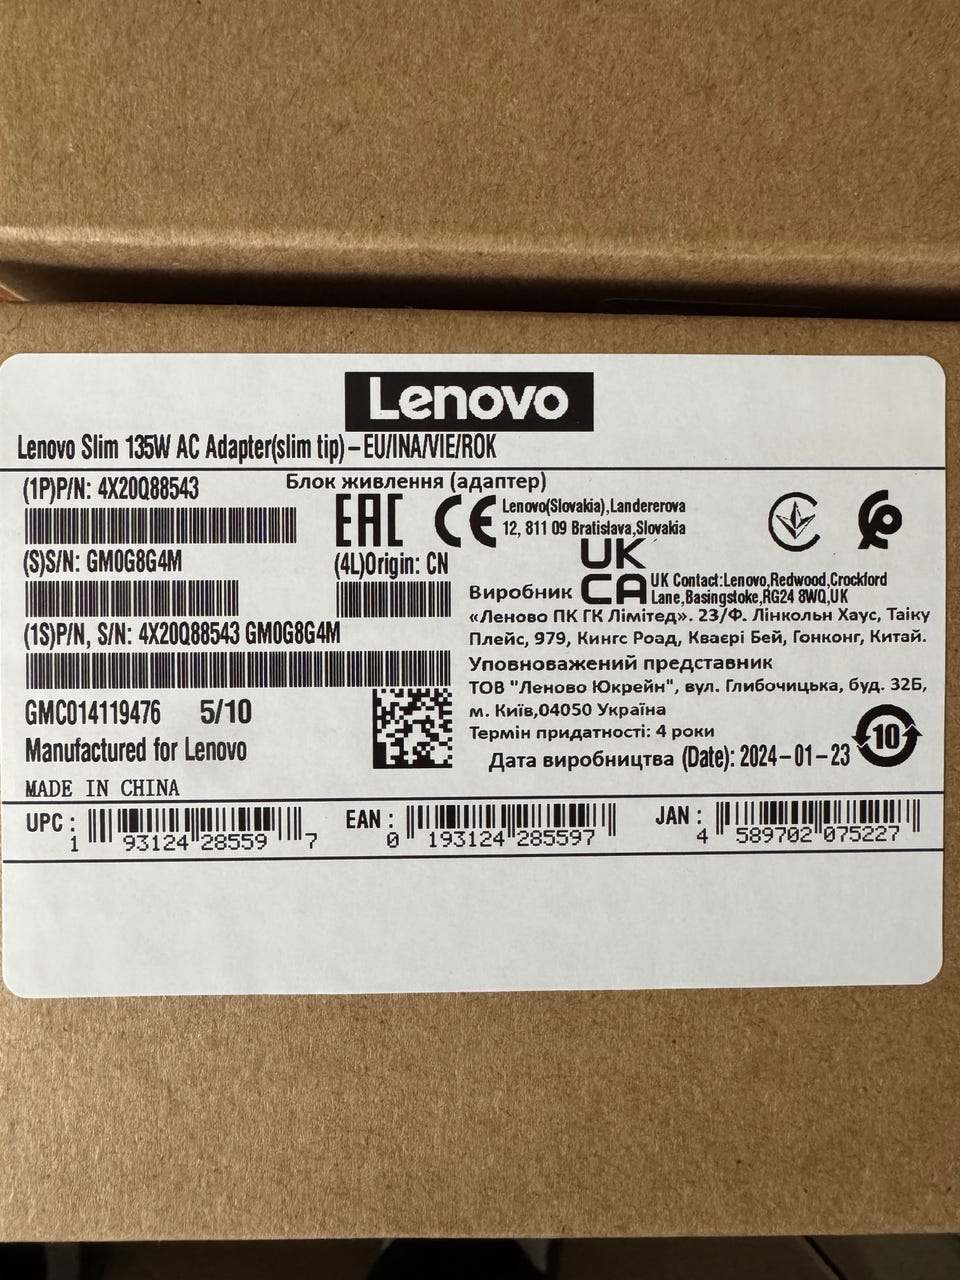 Lenovo
Lenovo Slim 135W AC Adapter(slim tip)–EU/INA/VIE/ROK
(1P)P/N: 4X20Q88543
Блок живлення (адаптер)
EAC CE
Lenovo(Slovakia),Landererova
12, 811 09 Bratislava,Slovakia
(S)S/N: GM0G8G4M
(4L)Origin: CN
UK
CA
Виробник
UK Contact:Lenovo,Redwood,Crockford
Lane,Basingstoke,RG24 8WQ,UK
«Леново ПК ГК Лімітед». 23/Ф. Лінкольн Хаус, Таіку
Плейс, 979, Кингс Роад, Кваєрі Бей, Гонконг, Китай.
(1S)P/N, S/N: 4X20Q88543 GM0G8G4M
Уповноважений представник
ТОВ "Леново Юкрейн", вул. Глибочицька, буд. 32Б,
м. Київ,04050 Україна
GMC014119476 5/10
Термін придатності: 4 роки
Manufactured for Lenovo
Дата виробництва (Date): 2024-01-23
10
MADE IN CHINA
UPC : 1 93124 28559 7
EAN : 0 193124 285597
JAN : 4 589702 075227